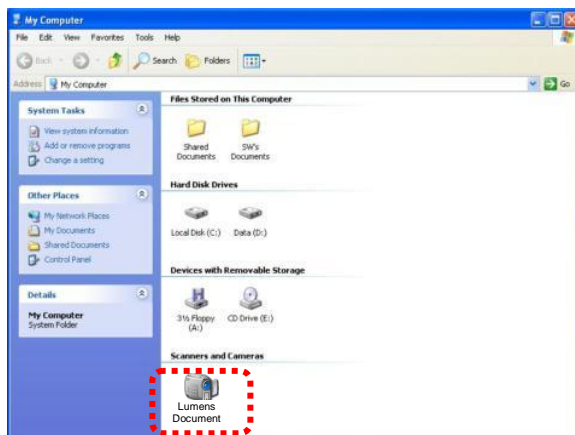 My Computer
File Edit View Favorites Tools Help
Back Search Folders
Address My Computer Go
System Tasks
View system information
Add or remove programs
Change a setting
Other Places
My Network Places
My Documents
Shared Documents
Control Panel
Details
My Computer
System Folder
Files Stored on This Computer
Shared Documents
SW's Documents
Hard Disk Drives
Local Disk (C:) Data (D:)
Devices with Removable Storage
3½ Floppy (A:)
CD Drive (E:)
Scanners and Cameras
Lumens
Document